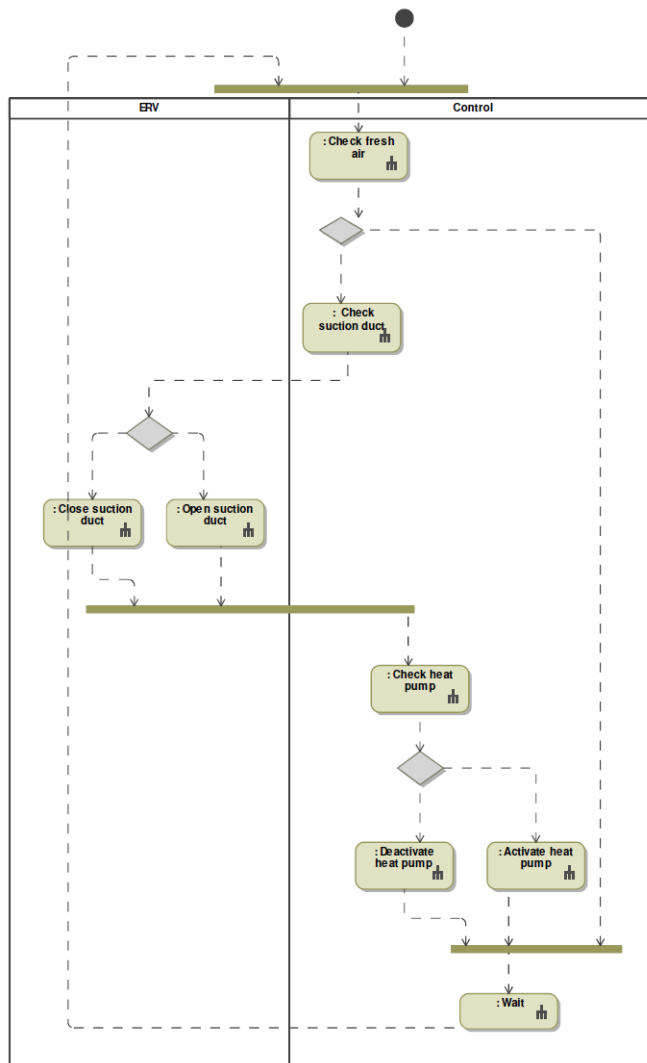 ERV
Control
: Check fresh
air
: Check
suction duct
: Close suction
duct
: Open suction
duct
: Check heat
pump
: Deactivate
heat pump
: Activate heat
pump
: Wait